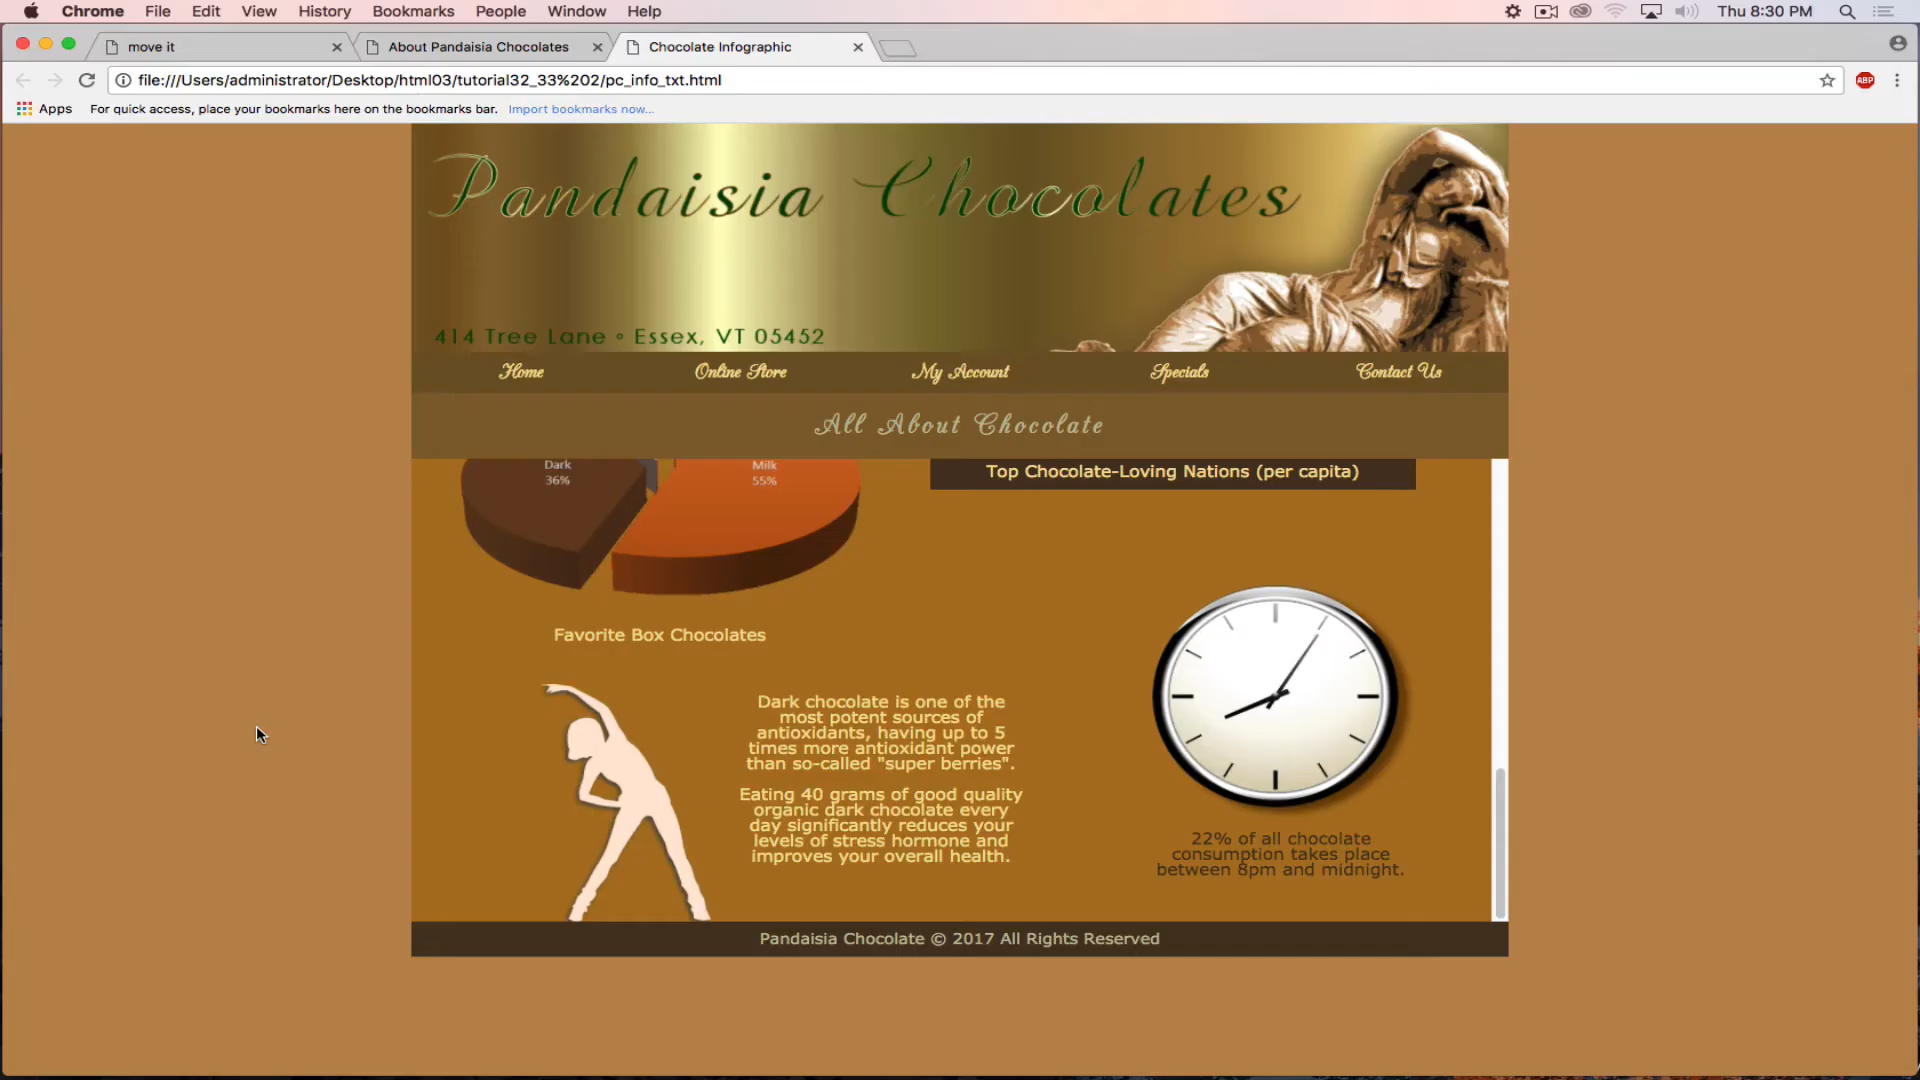 Chrome File Edit View History Bookmarks People Window Help Thu 8:30 PM
move it
About Pandaisia Chocolates
Chocolate Infographic
file:///Users/administrator/Desktop/html03/tutorial32_33%202/pc_info_txt.html
ABP
Apps For quick access, place your bookmarks here on the bookmarks bar. Import bookmarks now...
Pandaisia Chocolates
414 Tree Lane ° Essex, VT 05452
Home Online Store My Account Specials Contact Us
All About Chocolate
Dark
36%
Milk
55%
Top Chocolate-Loving Nations (per capita)
Favorite Box Chocolates
Dark chocolate is one of the
most potent sources of
antioxidants, having up to 5
times more antioxidant power
than so-called "super berries".
Eating 40 grams of good quality
organic dark chocolate every
day significantly reduces your
levels of stress hormone and
improves your overall health.
22% of all chocolate
consumption takes place
between 8pm and midnight.
Pandaisia Chocolate © 2017 All Rights Reserved